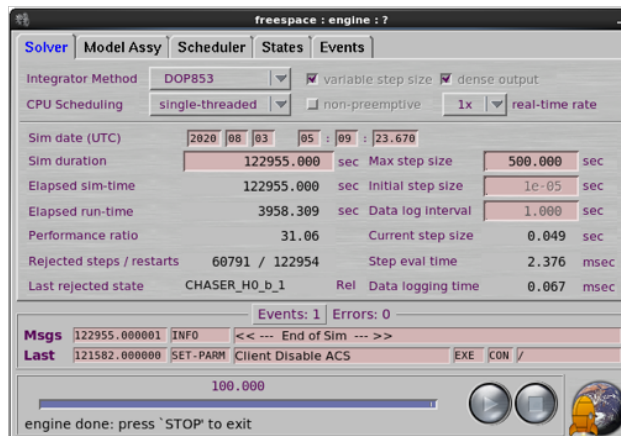 freespace : engine : ?
Solver Model Assy Scheduler States Events
Integrator Method DOP853 variable step size dense output
CPU Scheduling single-threaded non-preemptive 1x real-time rate
Sim date (UTC) 2020 08 03 05 : 09 : 23.670
Sim duration 122955.000 sec Max step size 500.000 sec
Elapsed sim-time 122955.000 sec Initial step size 1e-05 sec
Elapsed run-time 3958.309 sec Data log interval 1.000 sec
Performance ratio 31.06 Current step size 0.049 sec
Rejected steps / restarts 60791 / 122954 Step eval time 2.376 msec
Last rejected state CHASER_H0_b_1 Rel Data logging time 0.067 msec
Events: 1 Errors: 0
Msgs 122955.000001 INFO << --- End of Sim --- >>
Last 121582.000000 SET-PARM Client Disable ACS EXE CON /
100.000
engine done: press `STOP' to exit